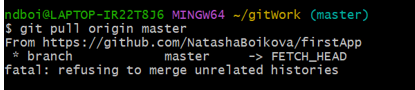 ndboi@LAPTOP-IR22T8J6 MINGW64 ~/gitWork (master)
$ git pull origin master
From https://github.com/NatashaBoikova/firstApp
 * branch            master     -> FETCH_HEAD
fatal: refusing to merge unrelated histories